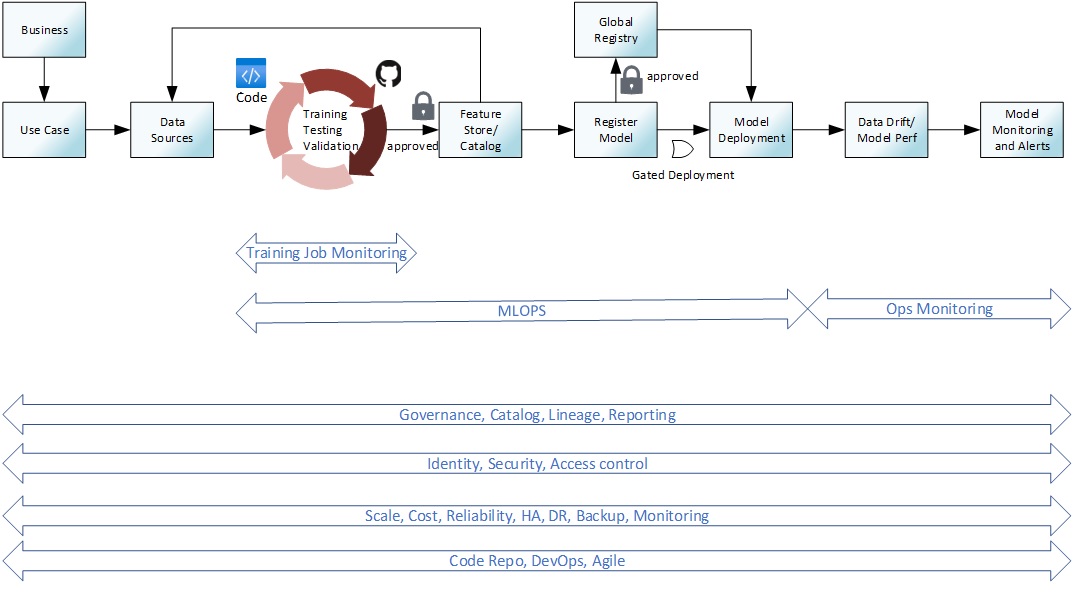 Business
Use Case
Data
Sources
Code
Training
Testing
Validation
approved
Feature
Store/
Catalog
Global
Registry
approved
Register
Model
Gated Deployment
Model
Deployment
Data Drift/
Model Perf
Model
Monitoring
and Alerts
Training Job Monitoring
MLOPS
Ops Monitoring
Governance, Catalog, Lineage, Reporting
Identity, Security, Access control
Scale, Cost, Reliability, HA, DR, Backup, Monitoring
Code Repo, DevOps, Agile